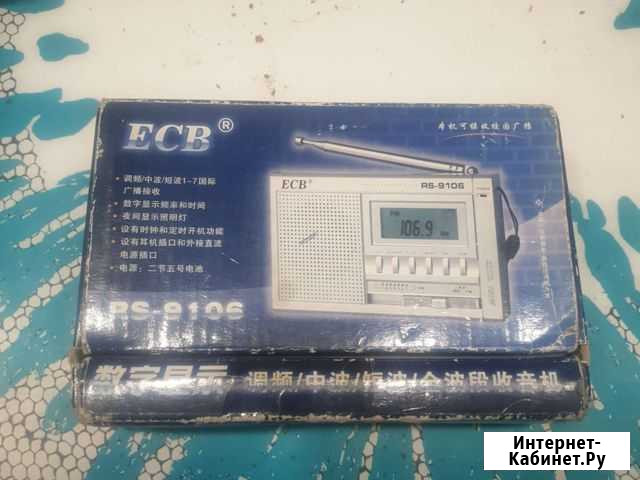 ECB®
本机可接收校园广播
• 调频/中波/短波1-7国际
广播接收
• 数字显示频率和时间
• 夜间显示照明灯
• 设有时钟和定时开机功能
• 设有耳机插口和外接直流
电源插口
• 电源：二节五号电池
RS-9106
ECB®
RS-9106
FM
106.9
数字显示 调频/中波/短波/全波段收音机
Интернет-
Кабинет.Ру